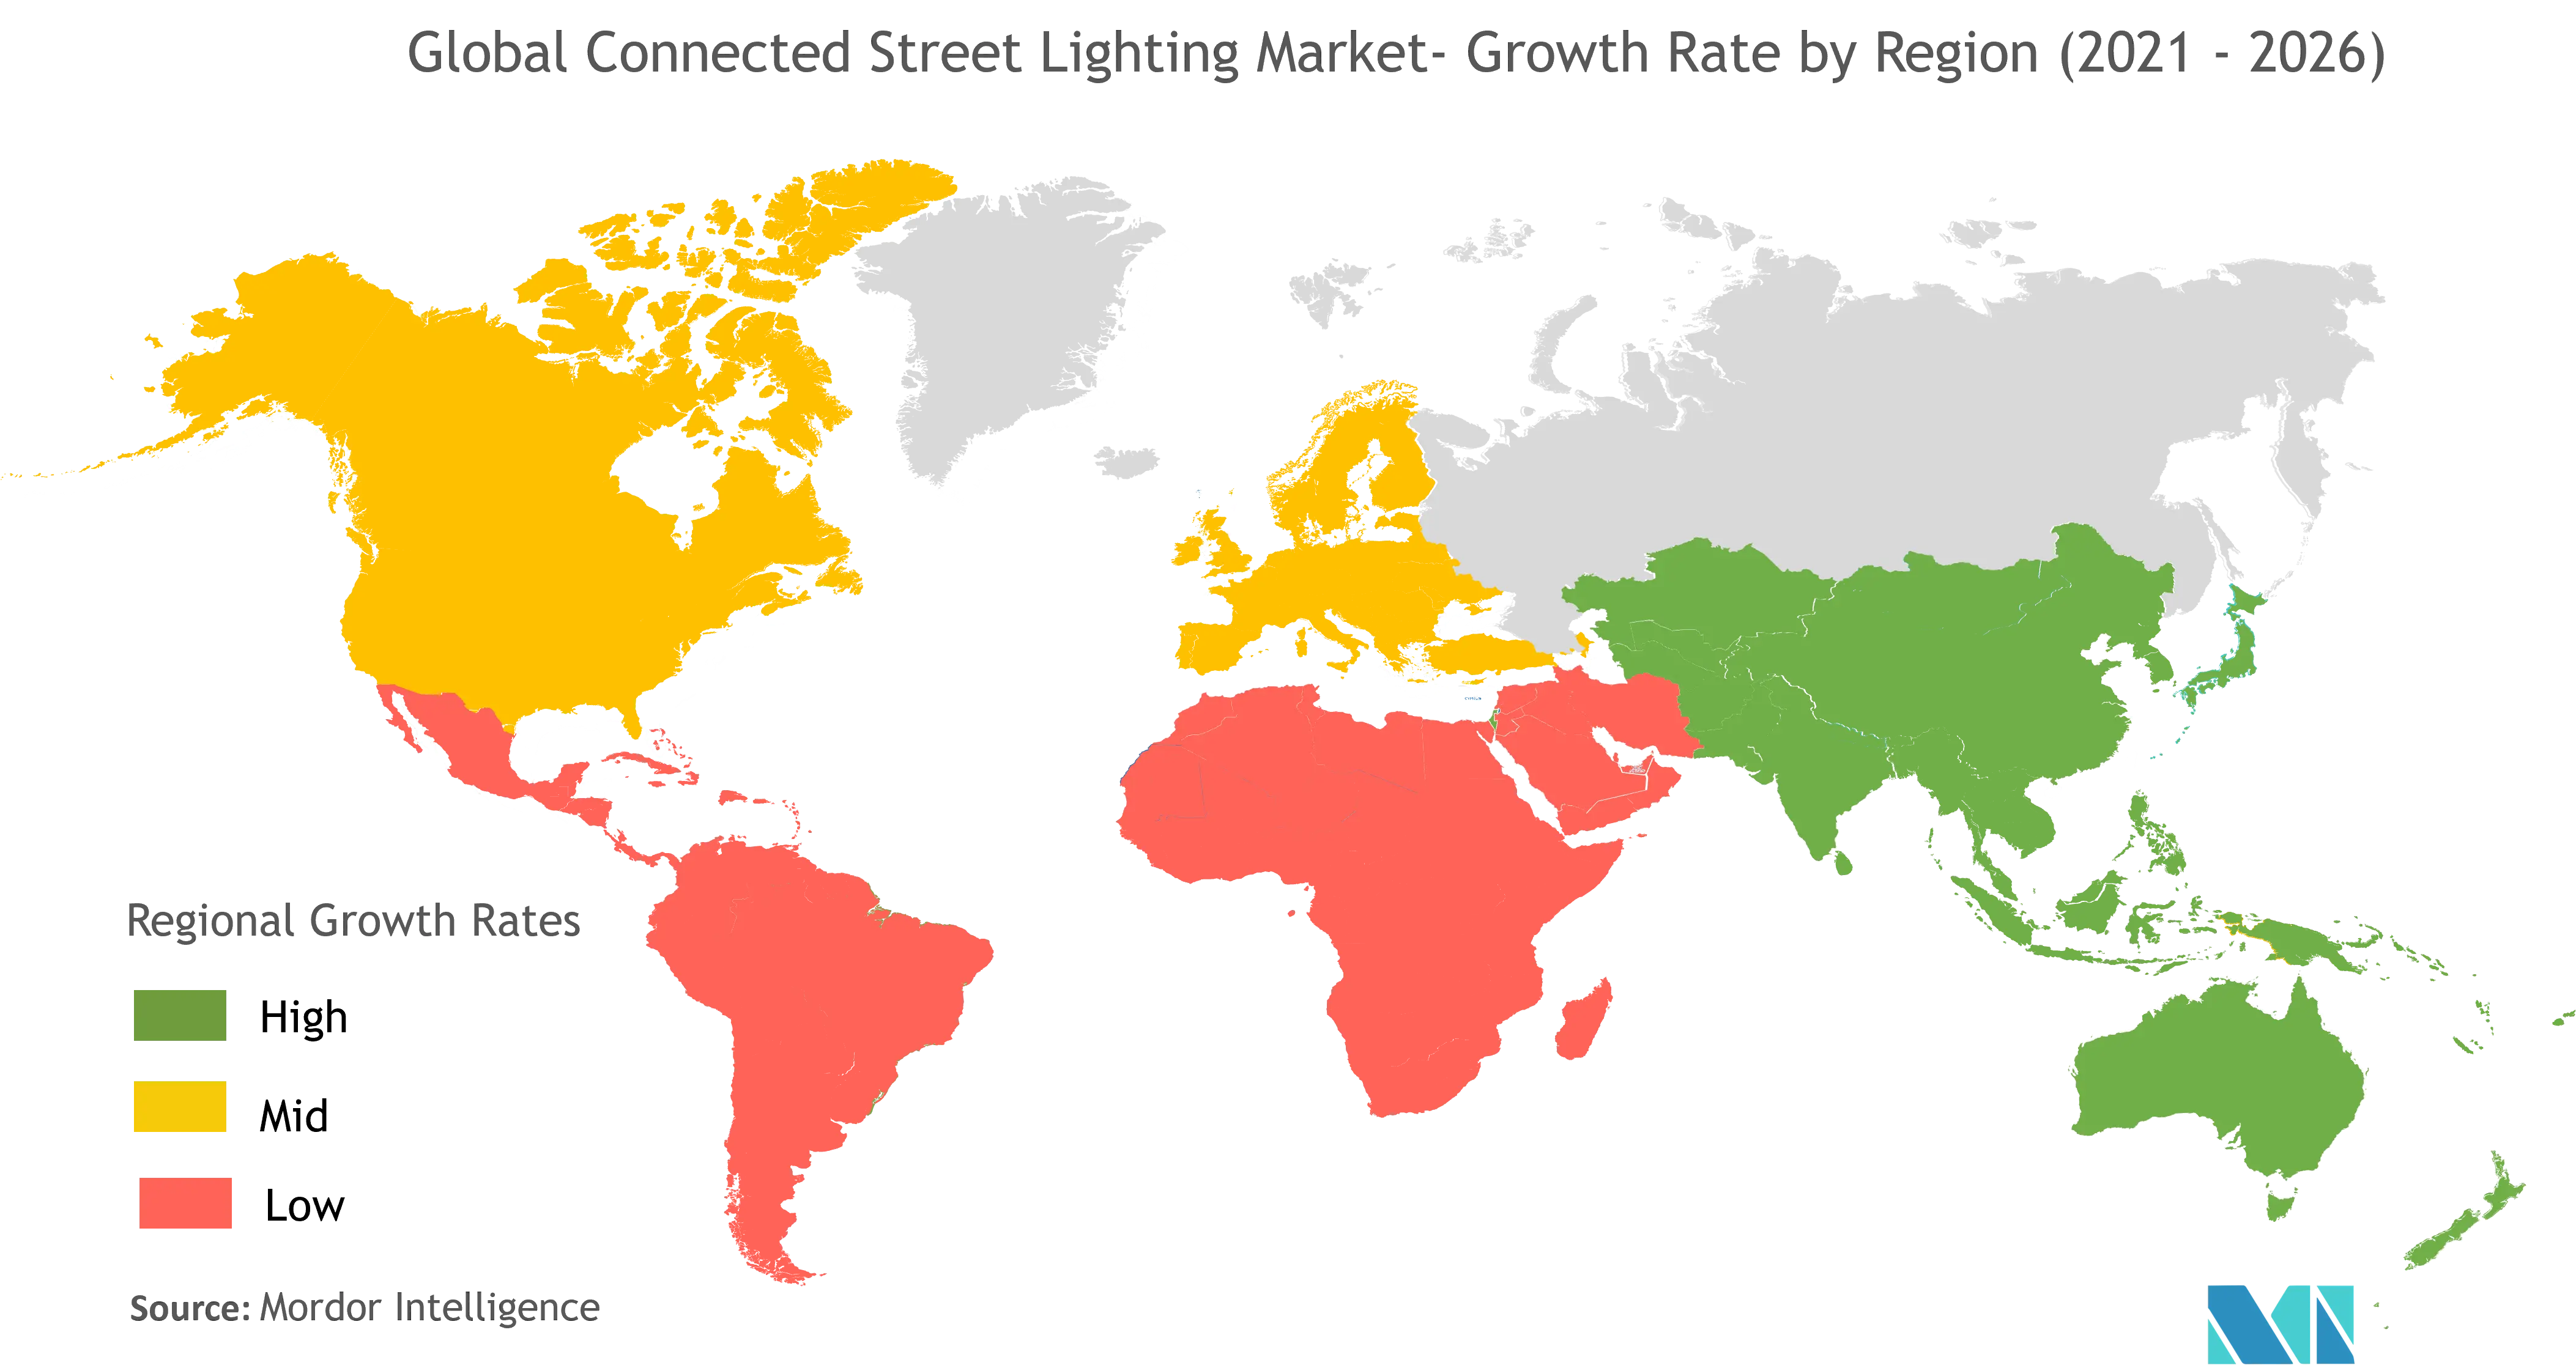 Global Connected Street Lighting Market- Growth Rate by Region (2021 - 2026)
Regional Growth Rates
High
Mid
Low
Source: Mordor Intelligence